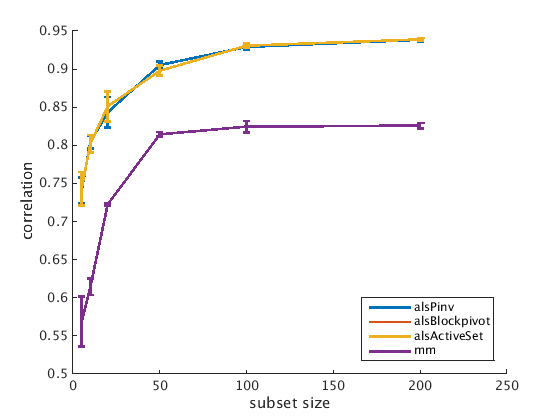 0.95
0.9
0.85
0.8
0.75
0.7
0.65
0.6
0.55
0.5
correlation
0 50 100 150 200 250
subset size
alsPinv
alsBlockpivot
alsActiveSet
mm